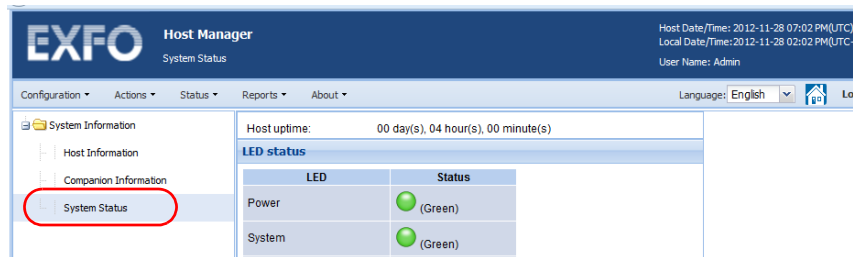 EXFO
Host Manager
System Status
Host Date/Time: 2012-11-28 07:02 PM(UTC)
Local Date/Time: 2012-11-28 02:02 PM(UTC-
User Name: Admin
Configuration Actions Status Reports About Language: English Lo
System Information
Host Information
Companion Information
System Status
Host uptime: 00 day(s), 04 hour(s), 00 minute(s)
LED status
LED Status
Power (Green)
System (Green)